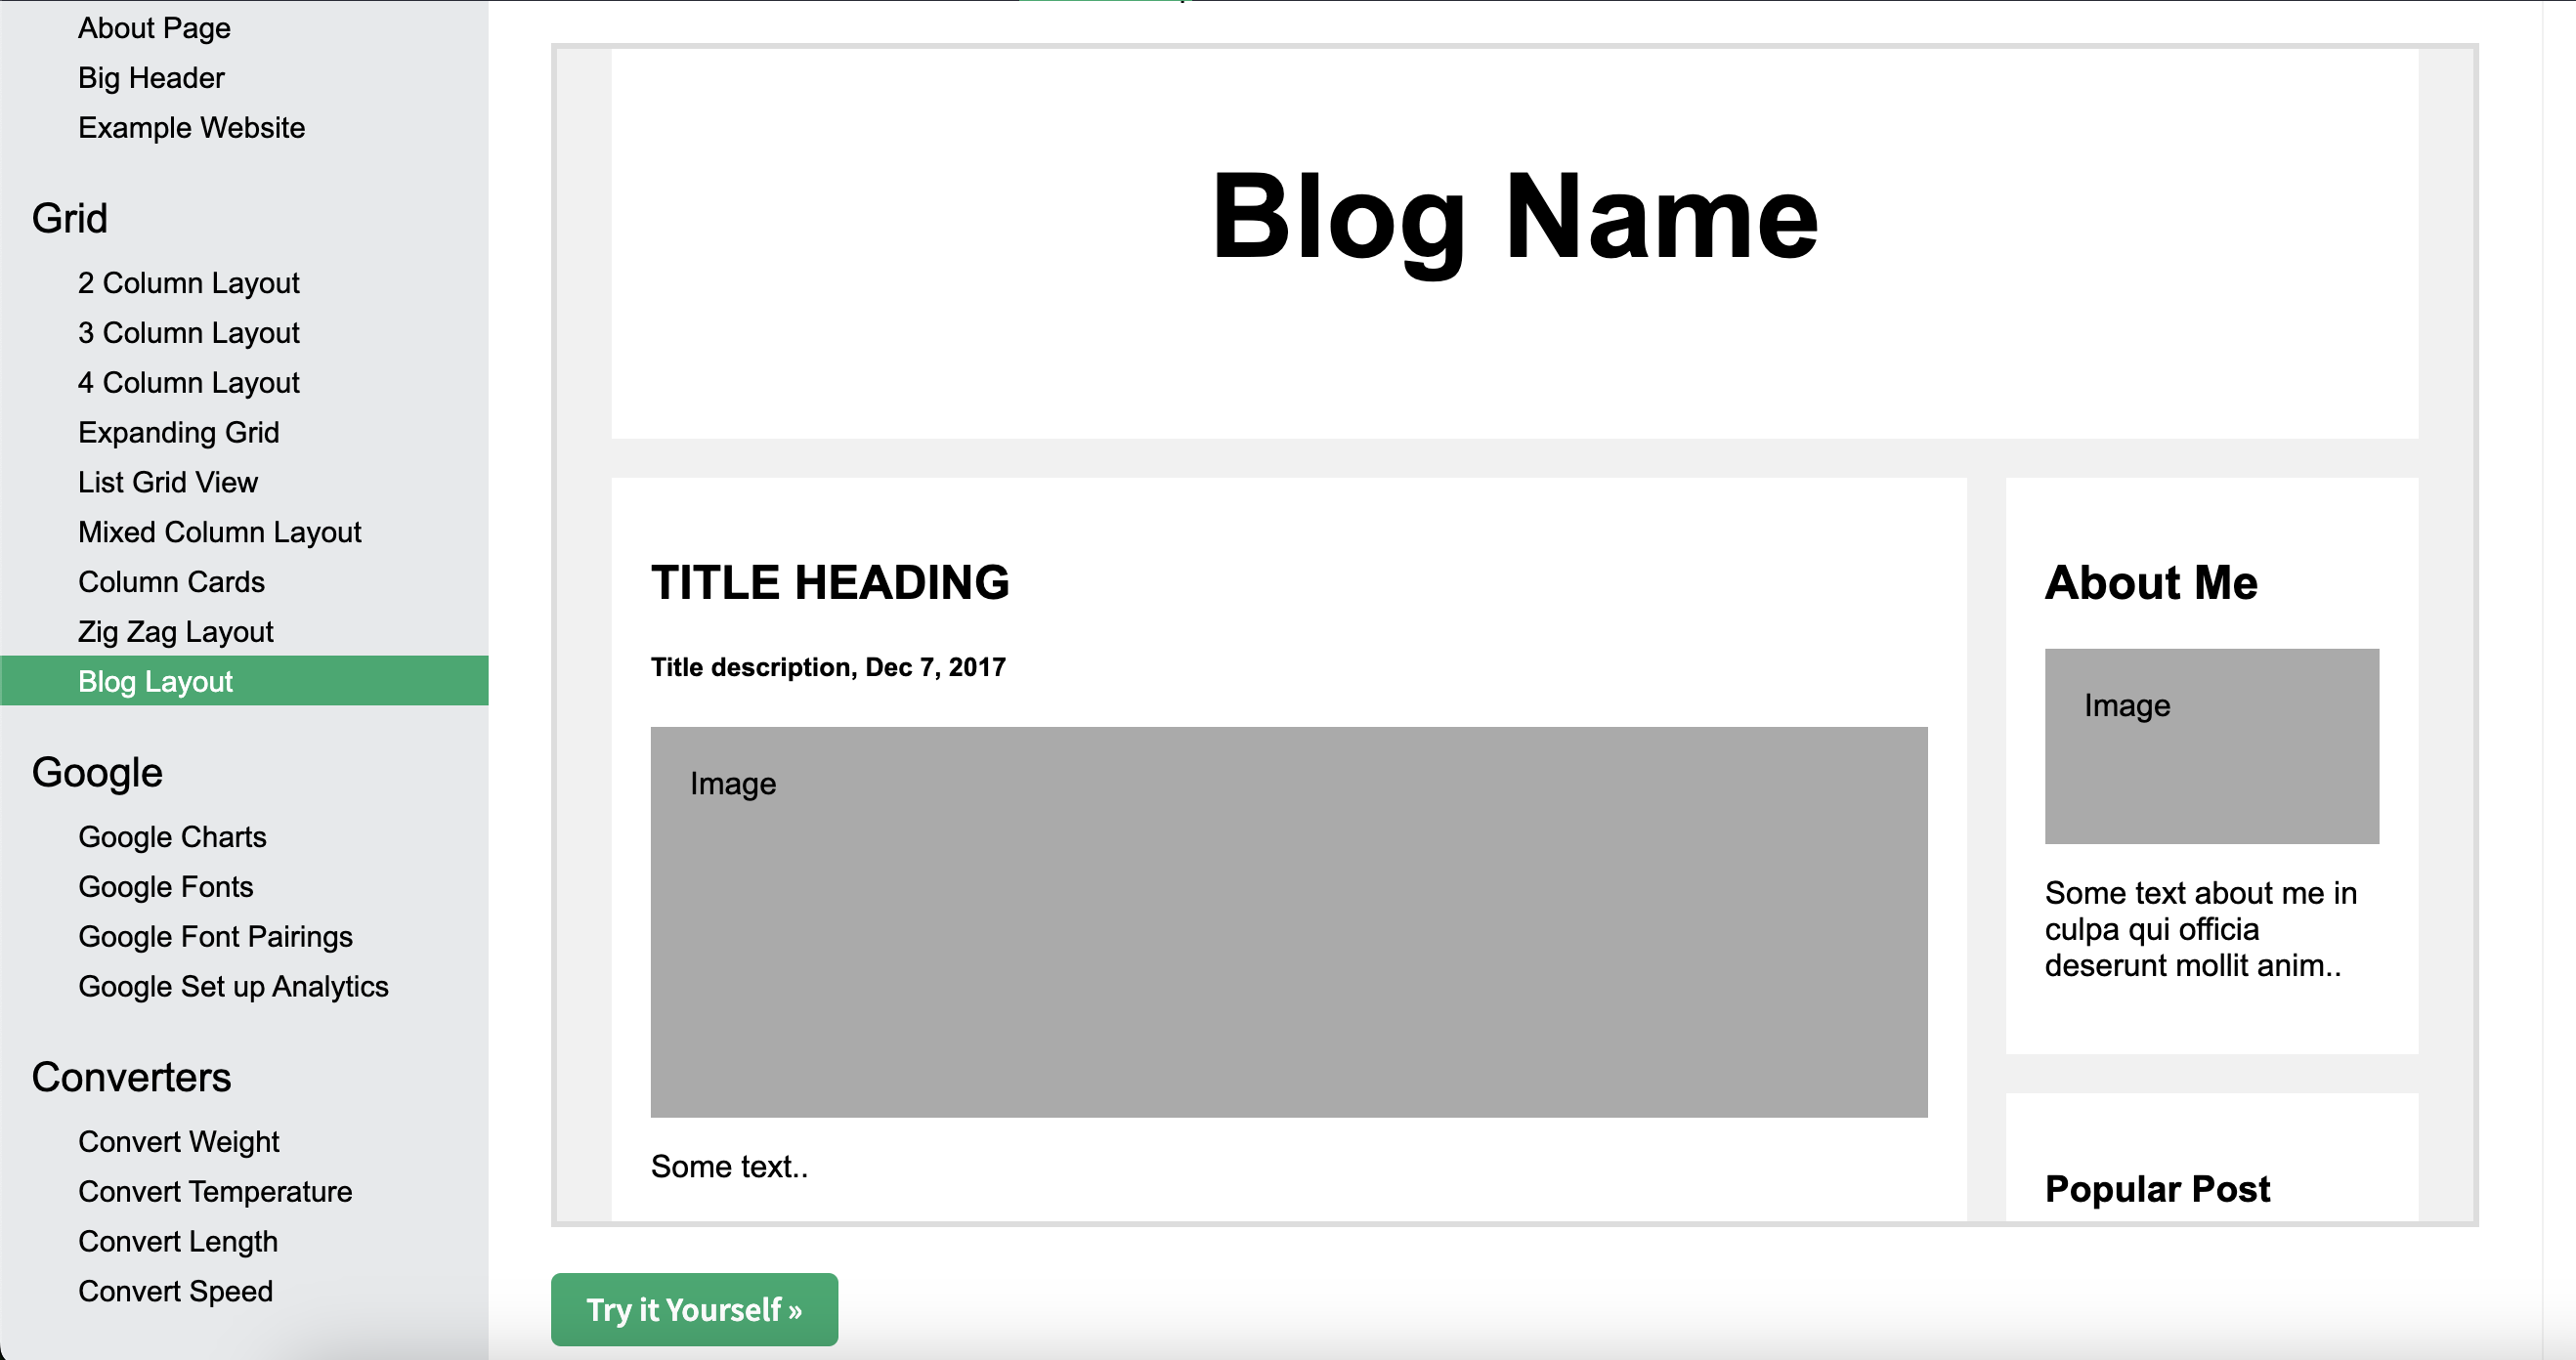 About Page
Big Header
Example Website
Grid
2 Column Layout
3 Column Layout
4 Column Layout
Expanding Grid
List Grid View
Mixed Column Layout
Column Cards
Zig Zag Layout
Blog Layout
Google
Google Charts
Google Fonts
Google Font Pairings
Google Set up Analytics
Converters
Convert Weight
Convert Temperature
Convert Length
Convert Speed
Blog Name
TITLE HEADING
Title description, Dec 7, 2017
Image
Some text..
About Me
Image
Some text about me in
culpa qui officia
deserunt mollit anim..
Popular Post
Try it Yourself »